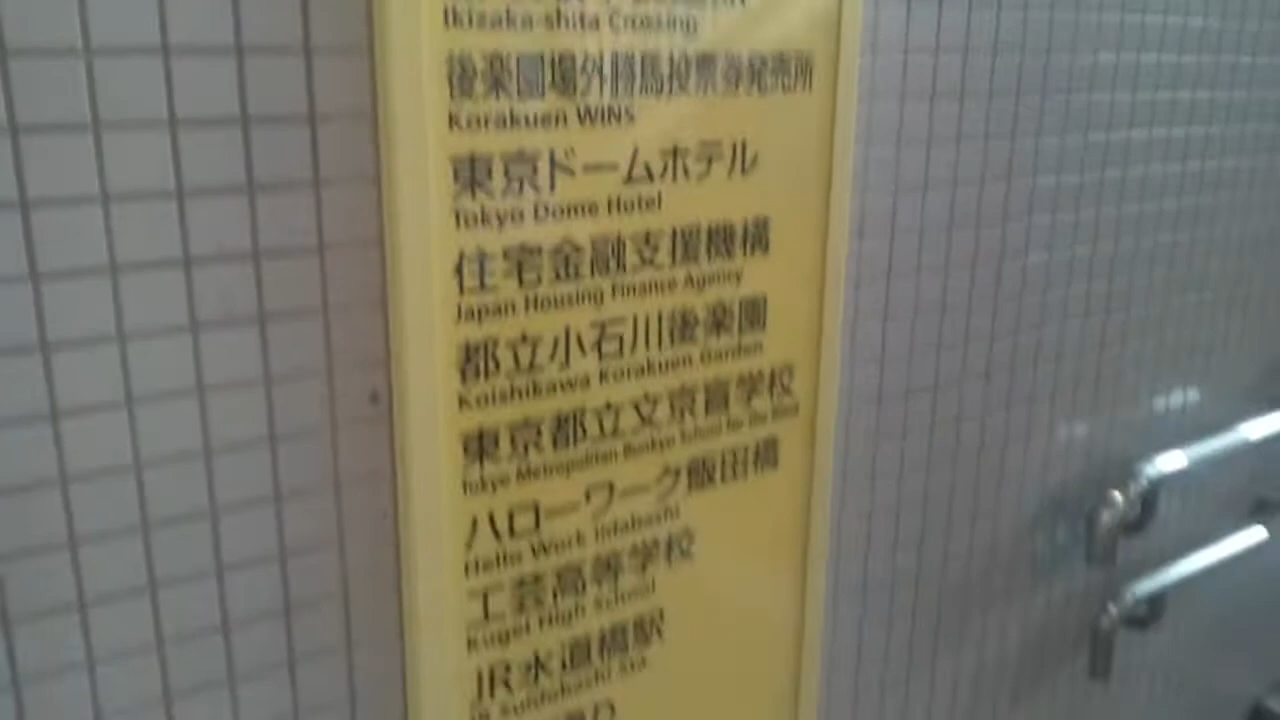 Ikizaka-shita Crossing
後楽園場外勝馬投票券発売所
Korakuen WINS
東京ドームホテル
Tokyo Dome Hotel
住宅金融支援機構
Japan Housing Finance Agency
都立小石川後楽園
Koishikawa Korakuen Garden
東京都立文京盲学校
Tokyo Metropolitan Bunkyo School for the Blind
ハローワーク飯田橋
Hello Work Iidabashi
工芸高等学校
Kogei High School
JR水道橋駅
JR Suidobashi Sta.